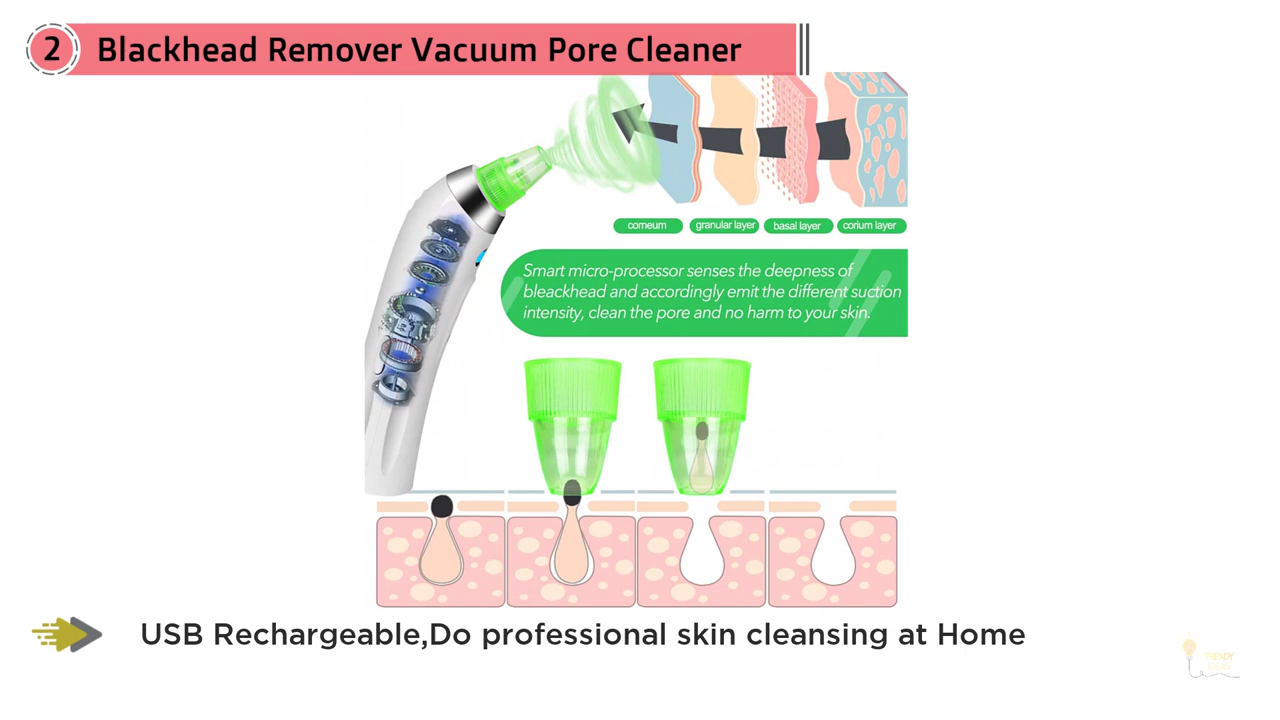 2
Blackhead Remover Vacuum Pore Cleaner
corneum
granular layer
basal layer
corium layer
Smart micro-processor senses the deepness of
bleackhead and accordingly emit the different suction
intensity, clean the pore and no harm to your skin.
USB Rechargeable,Do professional skin cleansing at Home
TRENDY
IDEAS